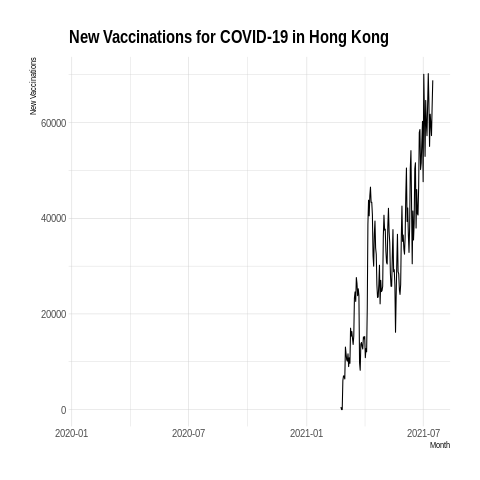 New Vaccinations for COVID-19 in Hong Kong
New Vaccinations
60000
40000
20000
0
2020-01 2020-07 2021-01 2021-07
Month